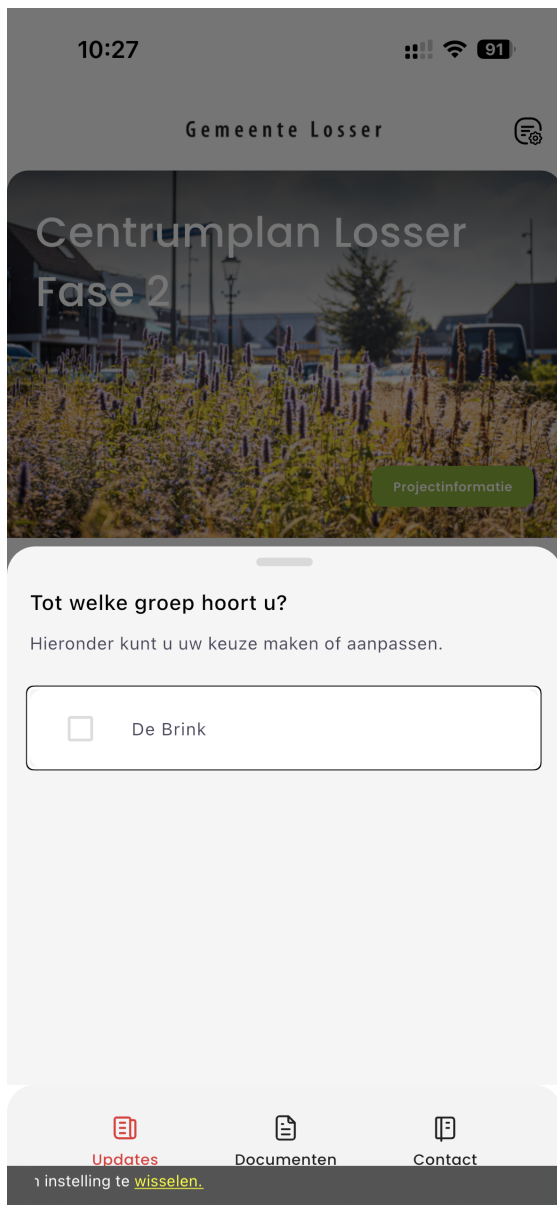 10:27
91
Gemeente Losser
Centrumplan Losser
Fase 2
Projectinformatie
Tot welke groep hoort u?
Hieronder kunt u uw keuze maken of aanpassen.
De Brink
Updates
Documenten
Contact
instelling te wisselen.